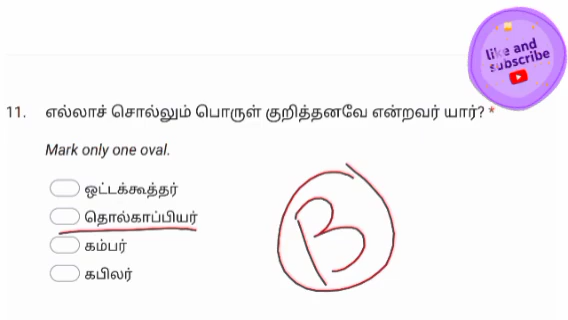 like and
subscribe
11. எல்லாச் சொல்லும் பொருள் குறித்தனவே என்றவர் யார்? *
Mark only one oval.
ஒட்டக்கூத்தர்
தொல்காப்பியர்
கம்பர்
கபிலர்
B